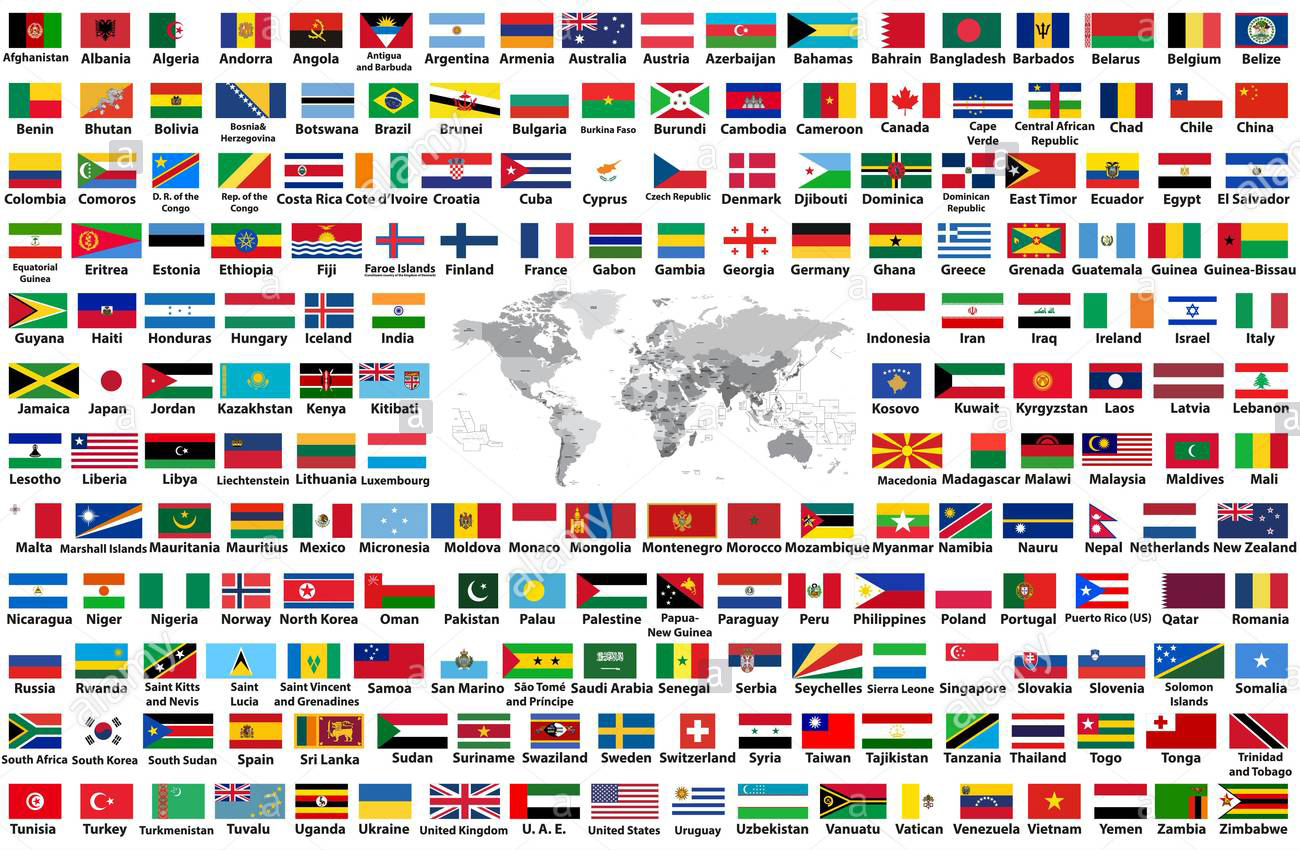 Afghanistan Albania Algeria Andorra Angola Antigua and Barbuda Argentina Armenia Australia Austria Azerbaijan Bahamas Bahrain Bangladesh Barbados Belarus Belgium Belize
Benin Bhutan Bolivia Bosnia& Herzegovina Botswana Brazil Brunei Bulgaria Burkina Faso Burundi Cambodia Cameroon Canada Cape Verde Central African Republic Chad Chile China
Colombia Comoros D. R. of the Congo Rep. of the Congo Costa Rica Cote d'Ivoire Croatia Cuba Cyprus Czech Republic Denmark Djibouti Dominica Dominican Republic East Timor Ecuador Egypt El Salvador
Equatorial Guinea Eritrea Estonia Ethiopia Fiji Faroe Islands Finland France Gabon Gambia Georgia Germany Ghana Greece Grenada Guatemala Guinea Guinea-Bissau
Guyana Haiti Honduras Hungary Iceland India Indonesia Iran Iraq Ireland Israel Italy
Jamaica Japan Jordan Kazakhstan Kenya Kitibati Kosovo Kuwait Kyrgyzstan Laos Latvia Lebanon
Lesotho Liberia Libya Liechtenstein Lithuania Luxembourg Macedonia Madagascar Malawi Malaysia Maldives Mali
Malta Marshall Islands Mauritania Mauritius Mexico Micronesia Moldova Monaco Mongolia Montenegro Morocco Mozambique Myanmar Namibia Nauru Nepal Netherlands New Zealand
Nicaragua Niger Nigeria Norway North Korea Oman Pakistan Palau Palestine Papua- New Guinea Paraguay Peru Philippines Poland Portugal Puerto Rico (US) Qatar Romania
Russia Rwanda Saint Kitts and Nevis Saint Lucia Saint Vincent and Grenadines Samoa San Marino São Tomé and Príncipe Saudi Arabia Senegal Serbia Seychelles Sierra Leone Singapore Slovakia Slovenia Solomon Islands Somalia
South Africa South Korea South Sudan Spain Sri Lanka Sudan Suriname Swaziland Sweden Switzerland Syria Taiwan Tajikistan Tanzania Thailand Togo Tonga Trinidad and Tobago
Tunisia Turkey Turkmenistan Tuvalu Uganda Ukraine United Kingdom U. A. E. United States Uruguay Uzbekistan Vanuatu Vatican Venezuela Vietnam Yemen Zambia Zimbabwe
alamy